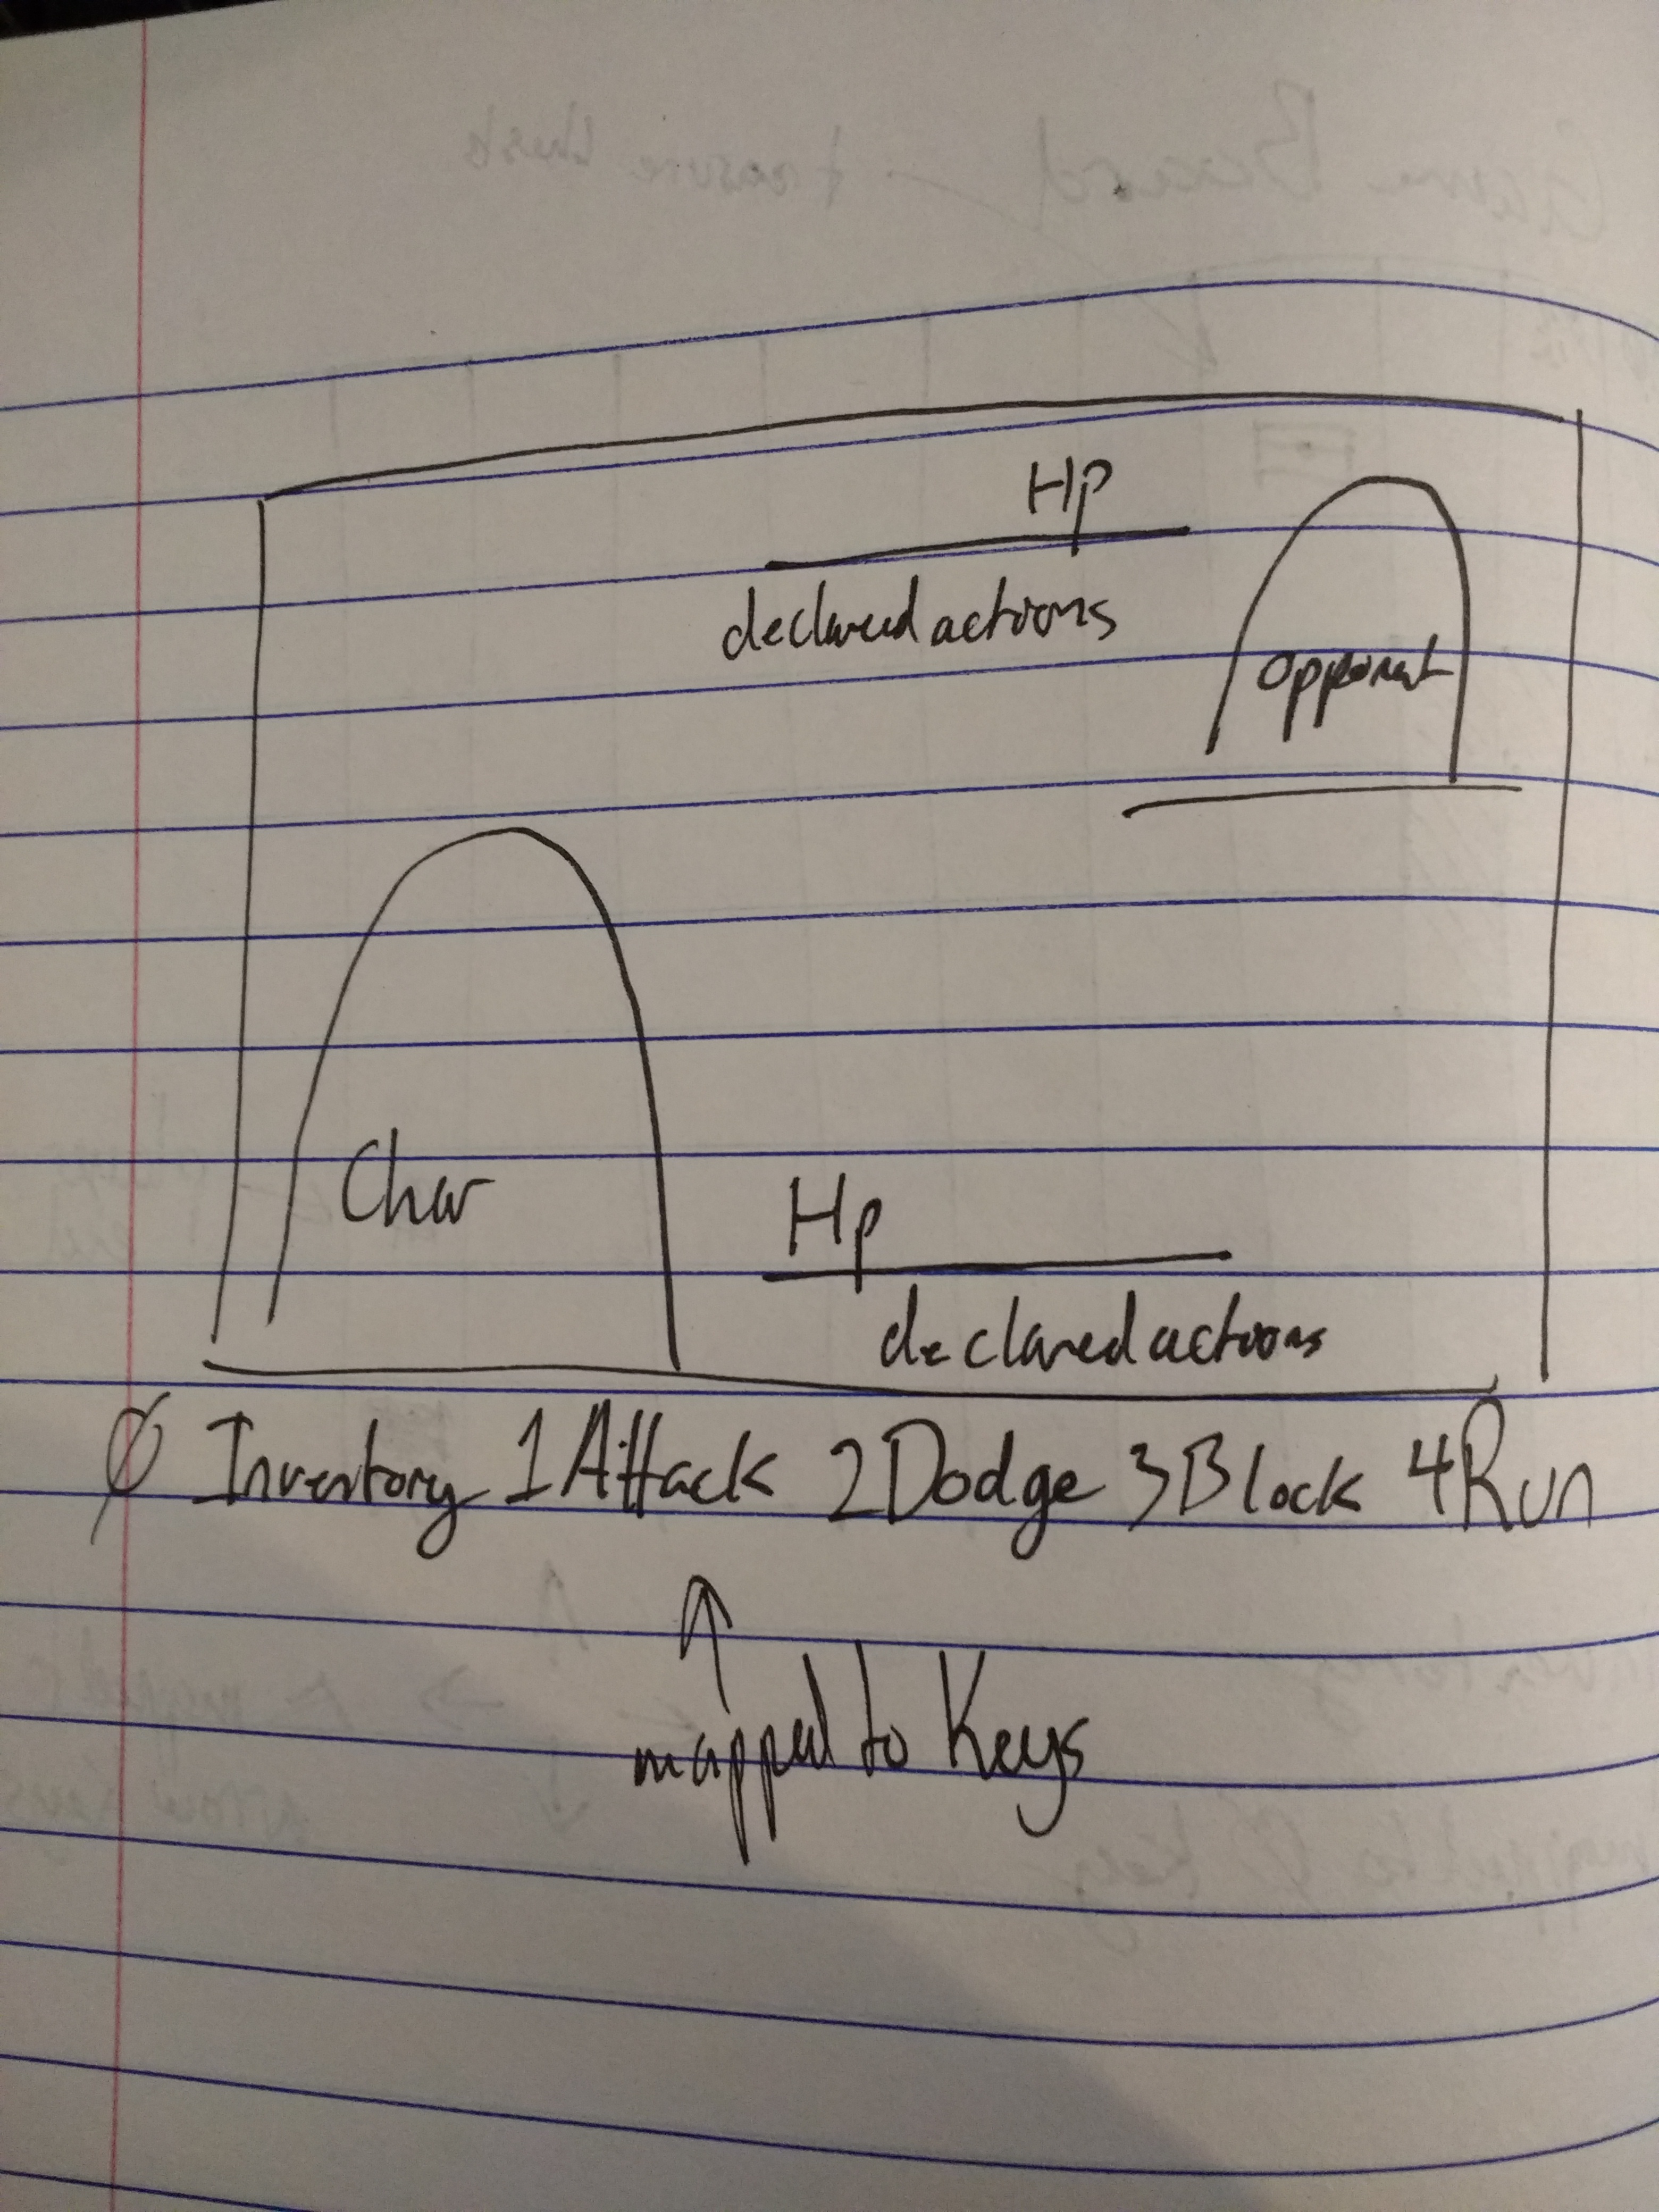 Hp
declared actions
opponent
Char
Hp
declared actions
0 Inventory 1 Attack 2 Dodge 3 Block 4 Run
mapped to Keys